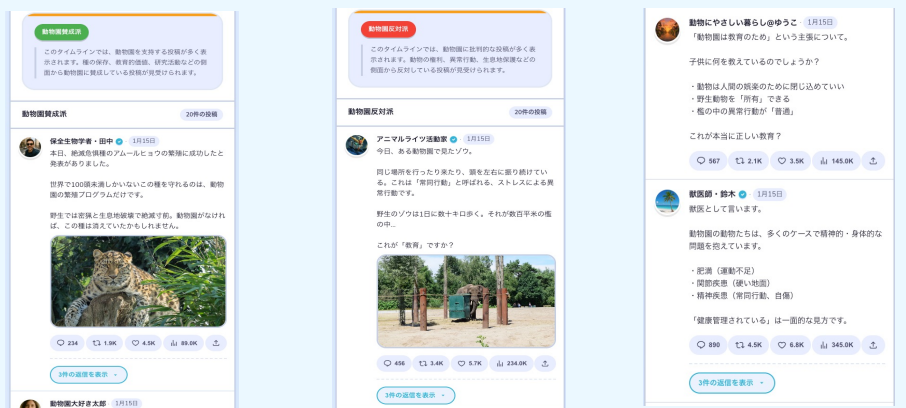 動物園賛成派
このタイムラインでは、動物園を支持する投稿が多く表
示されます。種の保存、教育的価値、研究活動などの側
面から動物園に賛成している投稿が見受けられます。
動物園賛成派
20件の投稿
保全生物学者・田中
1月15日
本日、絶滅危惧種のアムールヒョウの繁殖に成功したと
発表がありました。
世界で100頭未満しかいないこの種を守れるのは、動物
園の繁殖プログラムだけです。
野生では密猟と生息地破壊で絶滅寸前。動物園がなけれ
ば、この種は消えていたかもしれません。
234
1.9K
4.5K
89.0K
3件の返信を表示
動物園大好き太郎
1月15日
動物園反対派
このタイムラインでは、動物園に批判的な投稿が多く表
示されます。動物の権利、異常行動、生息地保護などの
側面から反対している投稿が見受けられます。
動物園反対派
20件の投稿
アニマルライツ活動家
1月15日
今日、ある動物園で見たゾウ。
同じ場所を行ったり来たり、頭を左右に振り続けてい
る。これは「常同行動」と呼ばれる、ストレスによる異
常行動です。
野生のゾウは1日に数十キロ歩く。それが数百平米の檻
の中...
これが「教育」ですか？
456
3.4K
5.7K
234.0K
3件の返信を表示
動物にやさしい暮らし@ゆうこ · 1月15日
「動物園は教育のため」という主張について。
子供に何を教えているのでしょうか？
・動物は人間の娯楽のために閉じ込めていい
・野生動物を「所有」できる
・檻の中の異常行動が「普通」
これが本当に正しい教育？
567
2.1K
3.5K
145.0K
獣医師・鈴木
1月15日
獣医として言います。
動物園の動物たちは、多くのケースで精神的・身体的な
問題を抱えています。
・肥満（運動不足）
・関節疾患（硬い地面）
・精神疾患（常同行動、自傷）
「健康管理されている」は一面的な見方です。
890
4.5K
6.8K
345.0K
3件の返信を表示